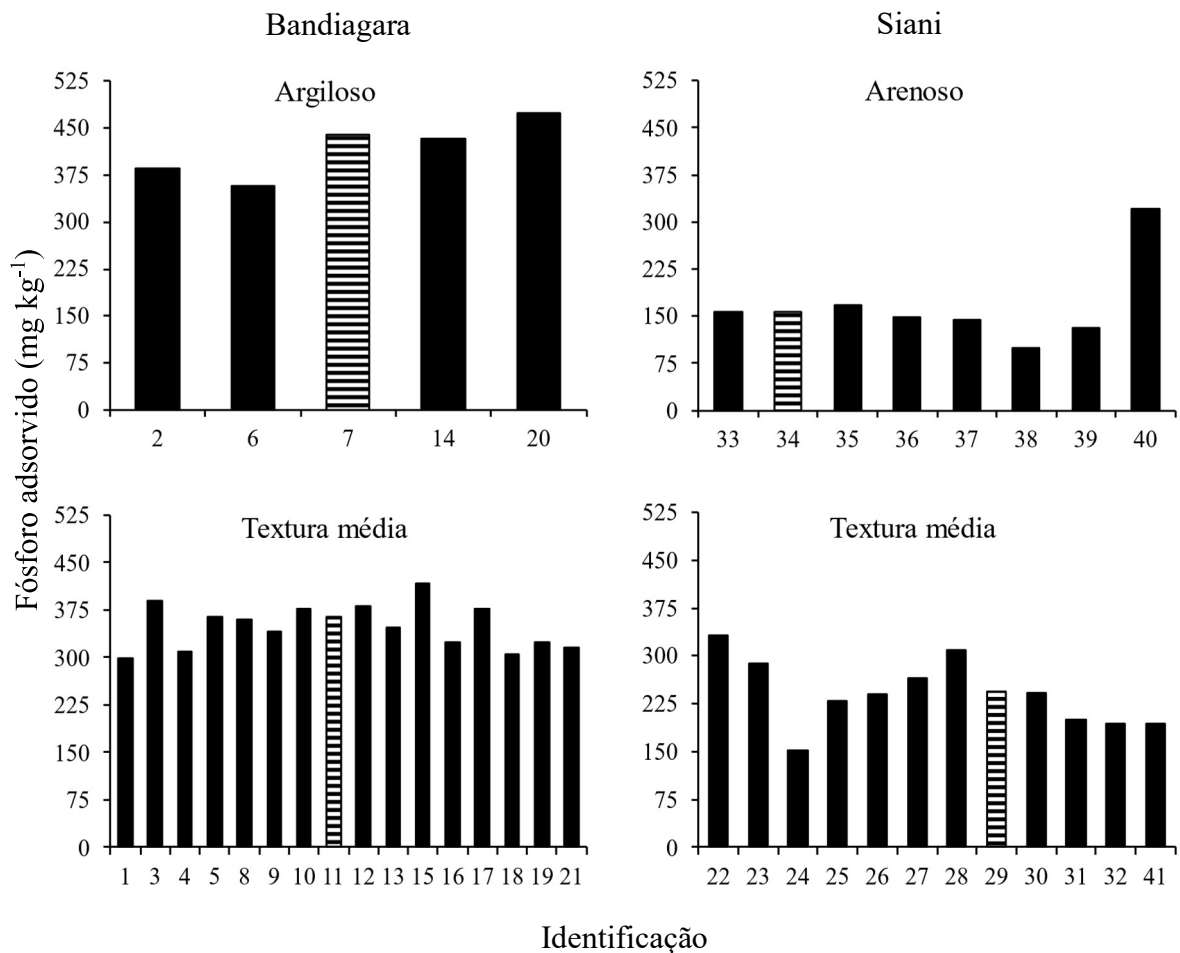 Bandiagara
Siani
Fósforo adsorvido (mg kg⁻¹)
Argiloso
525
450
375
300
225
150
75
0
2 6 7 14 20
Arenoso
525
450
375
300
225
150
75
0
33 34 35 36 37 38 39 40
Textura média
525
450
375
300
225
150
75
0
1 3 4 5 8 9 10 11 12 13 15 16 17 18 19 21
Textura média
525
450
375
300
225
150
75
0
22 23 24 25 26 27 28 29 30 31 32 41
Identificação